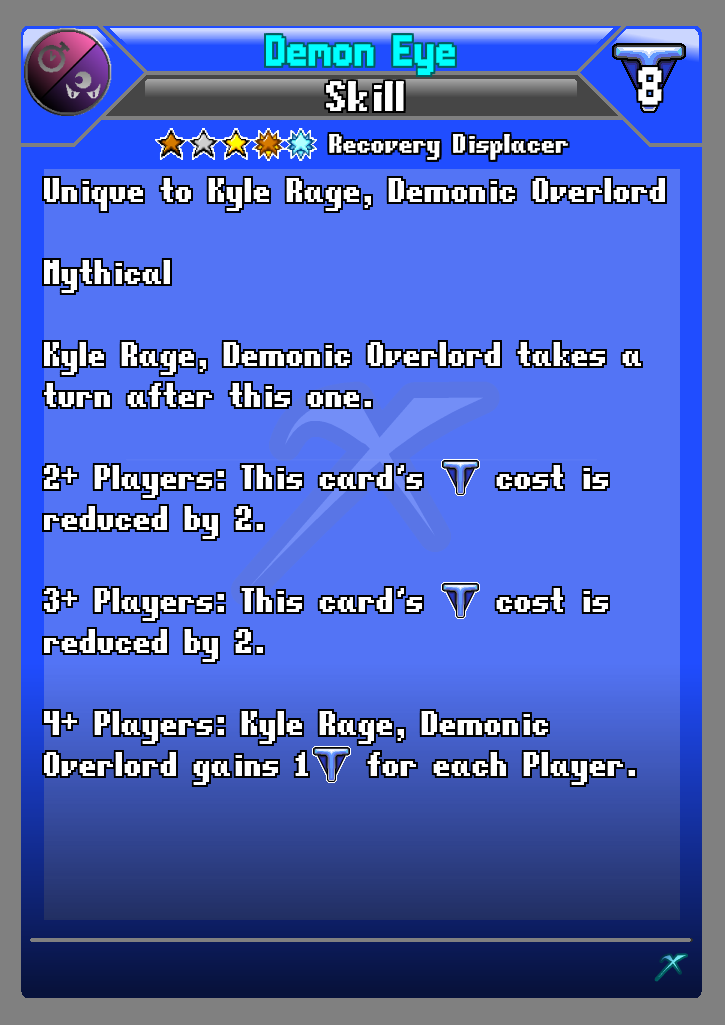 Demon Eye
Skill
8
Recovery Displacer
Unique to Kyle Rage, Demonic Overlord
Mythical
Kyle Rage, Demonic Overlord takes a
turn after this one.
2+ Players: This card's T cost is
reduced by 2.
3+ Players: This card's T cost is
reduced by 2.
4+ Players: Kyle Rage, Demonic
Overlord gains 1T for each Player.